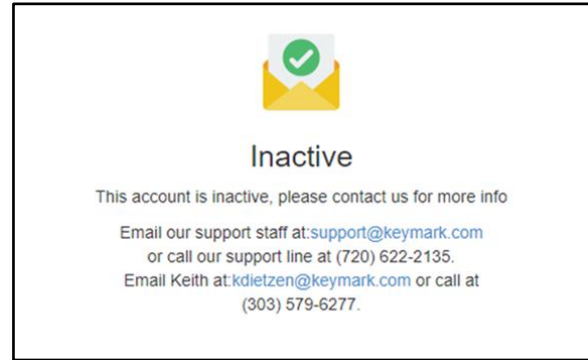 Inactive
This account is inactive, please contact us for more info
Email our support staff at:support@keymark.com
or call our support line at (720) 622-2135.
Email Keith at:kdietzen@keymark.com or call at
(303) 579-6277.